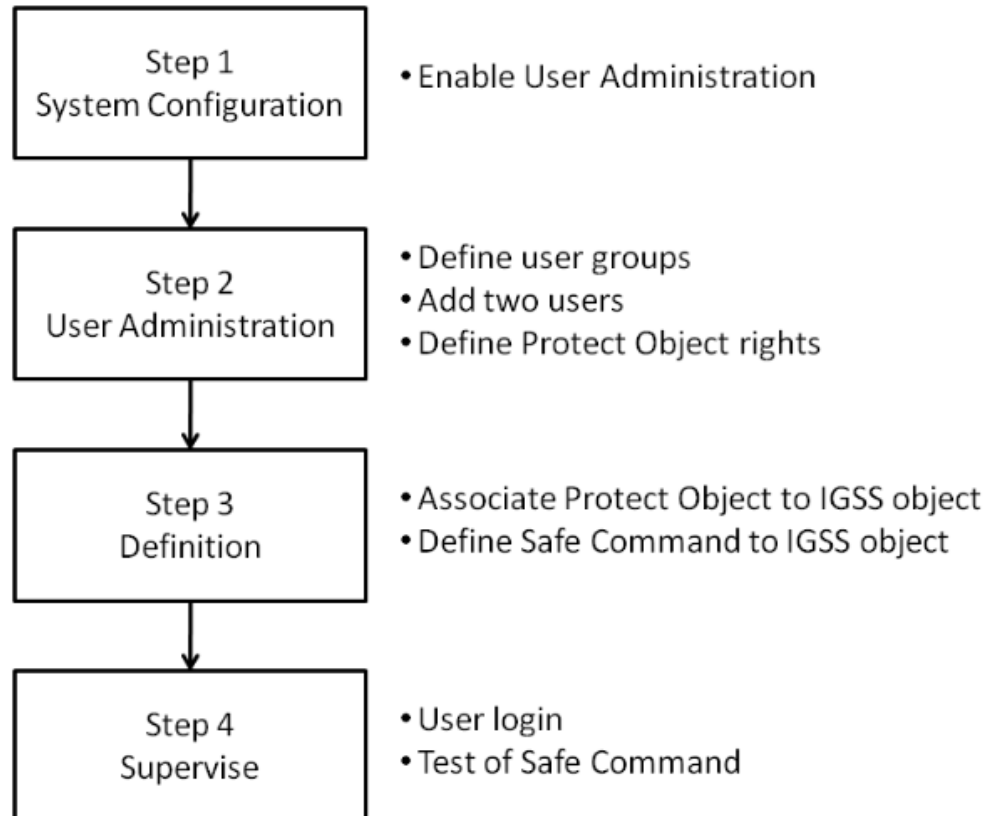 Step 1
System Configuration
• Enable User Administration
Step 2
User Administration
• Define user groups
• Add two users
• Define Protect Object rights
Step 3
Definition
• Associate Protect Object to IGSS object
• Define Safe Command to IGSS object
Step 4
Supervise
• User login
• Test of Safe Command